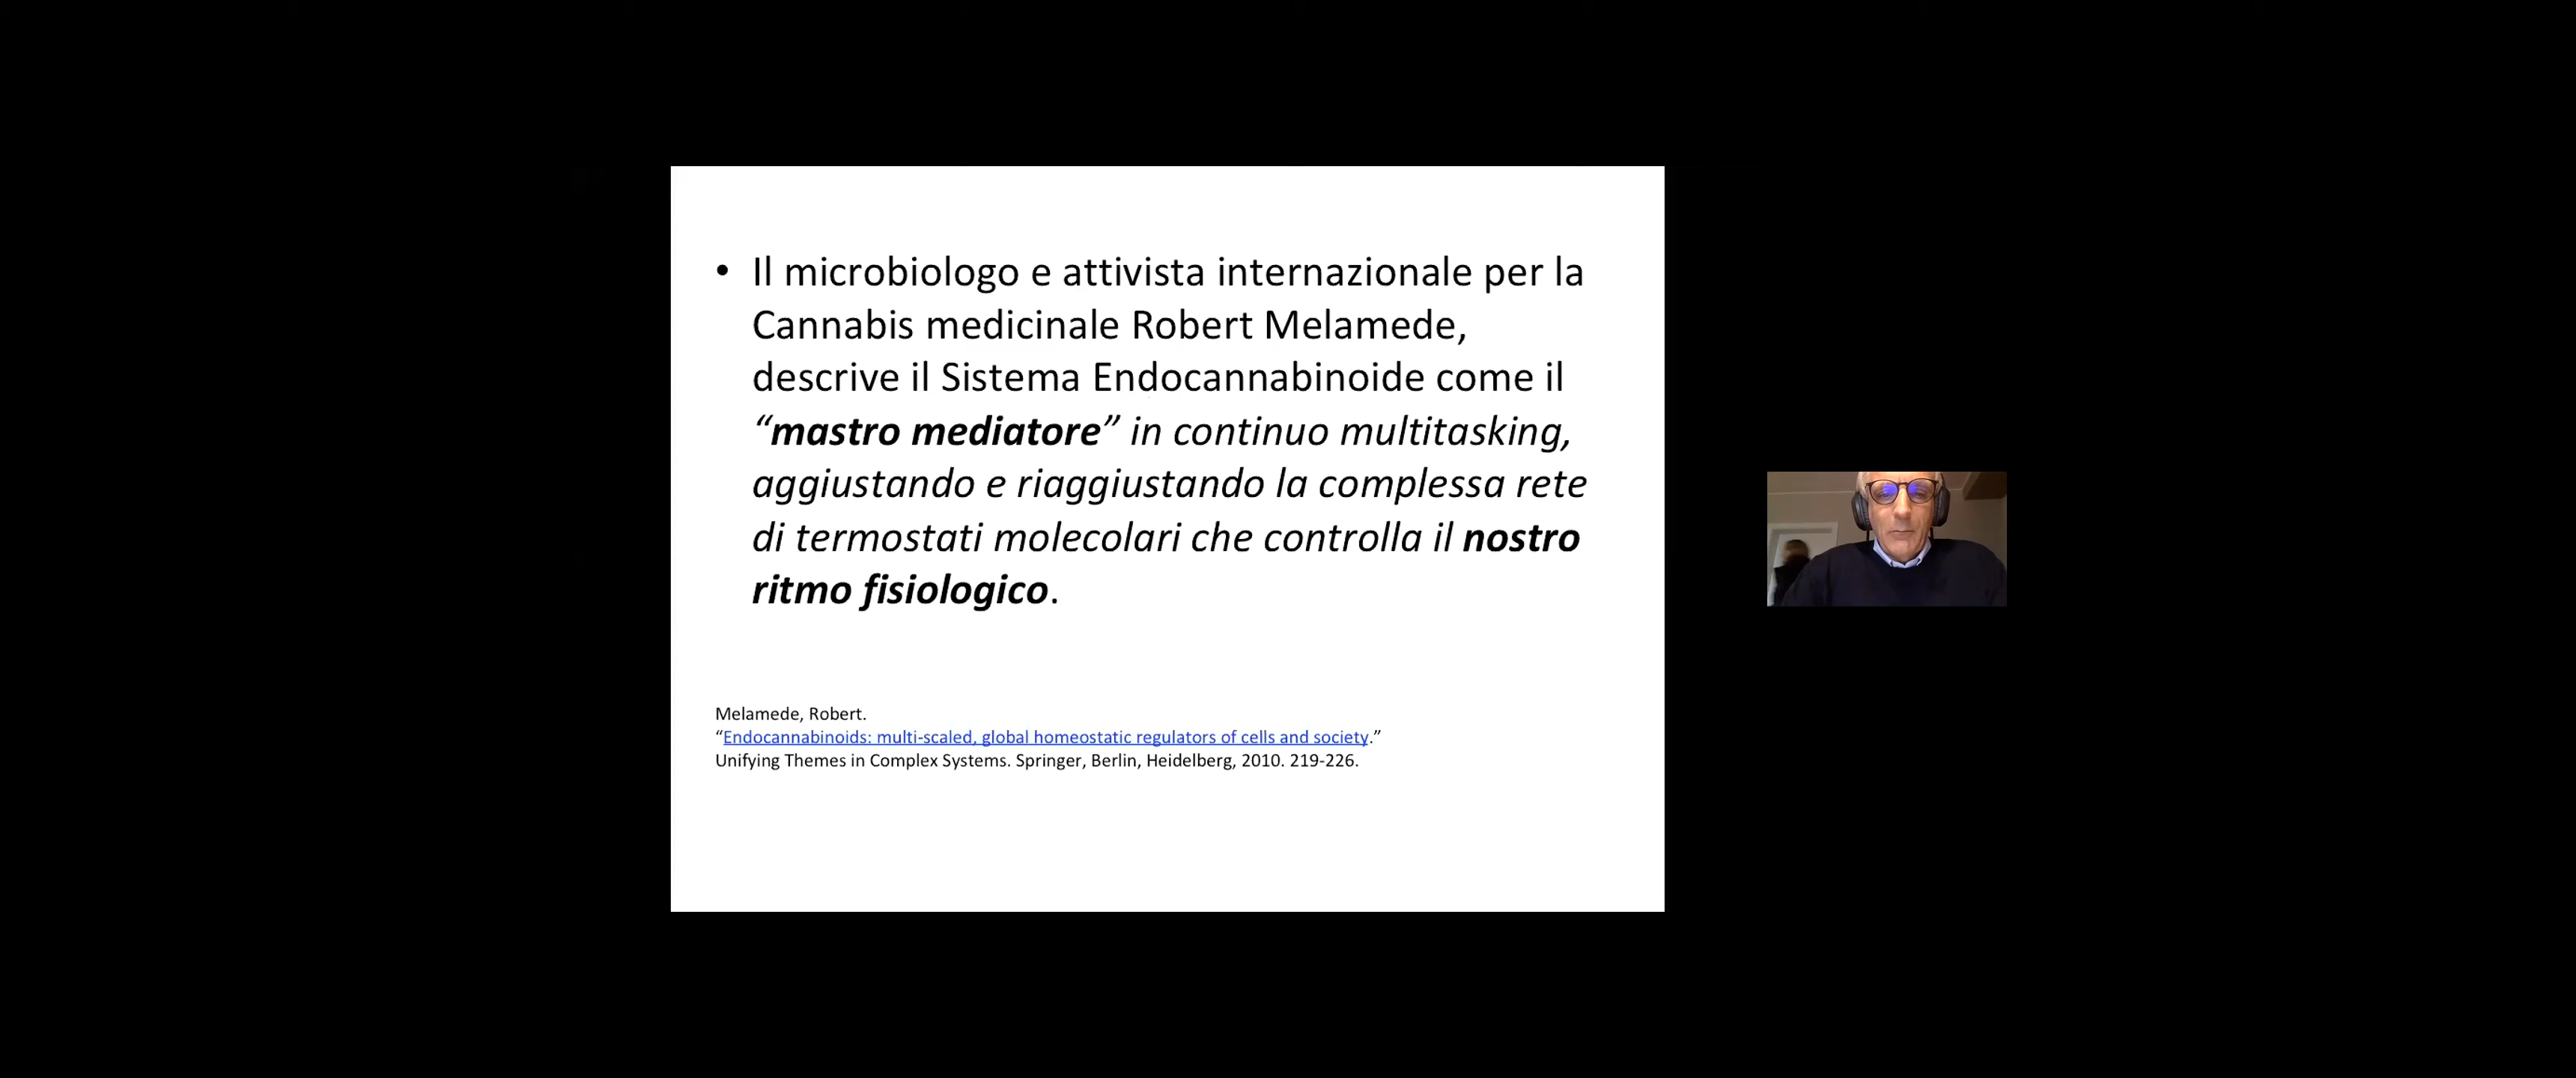 • Il microbiologo e attivista internazionale per la
Cannabis medicinale Robert Melamede,
descrive il Sistema Endocannabinoide come il
“mastro mediatore” in continuo multitasking,
aggiustando e riaggiustando la complessa rete
di termostati molecolari che controlla il nostro
ritmo fisiologico.
Melamede, Robert.
“Endocannabinoids: multi-scaled, global homeostatic regulators of cells and society.”
Unifying Themes in Complex Systems. Springer, Berlin, Heidelberg, 2010. 219-226.